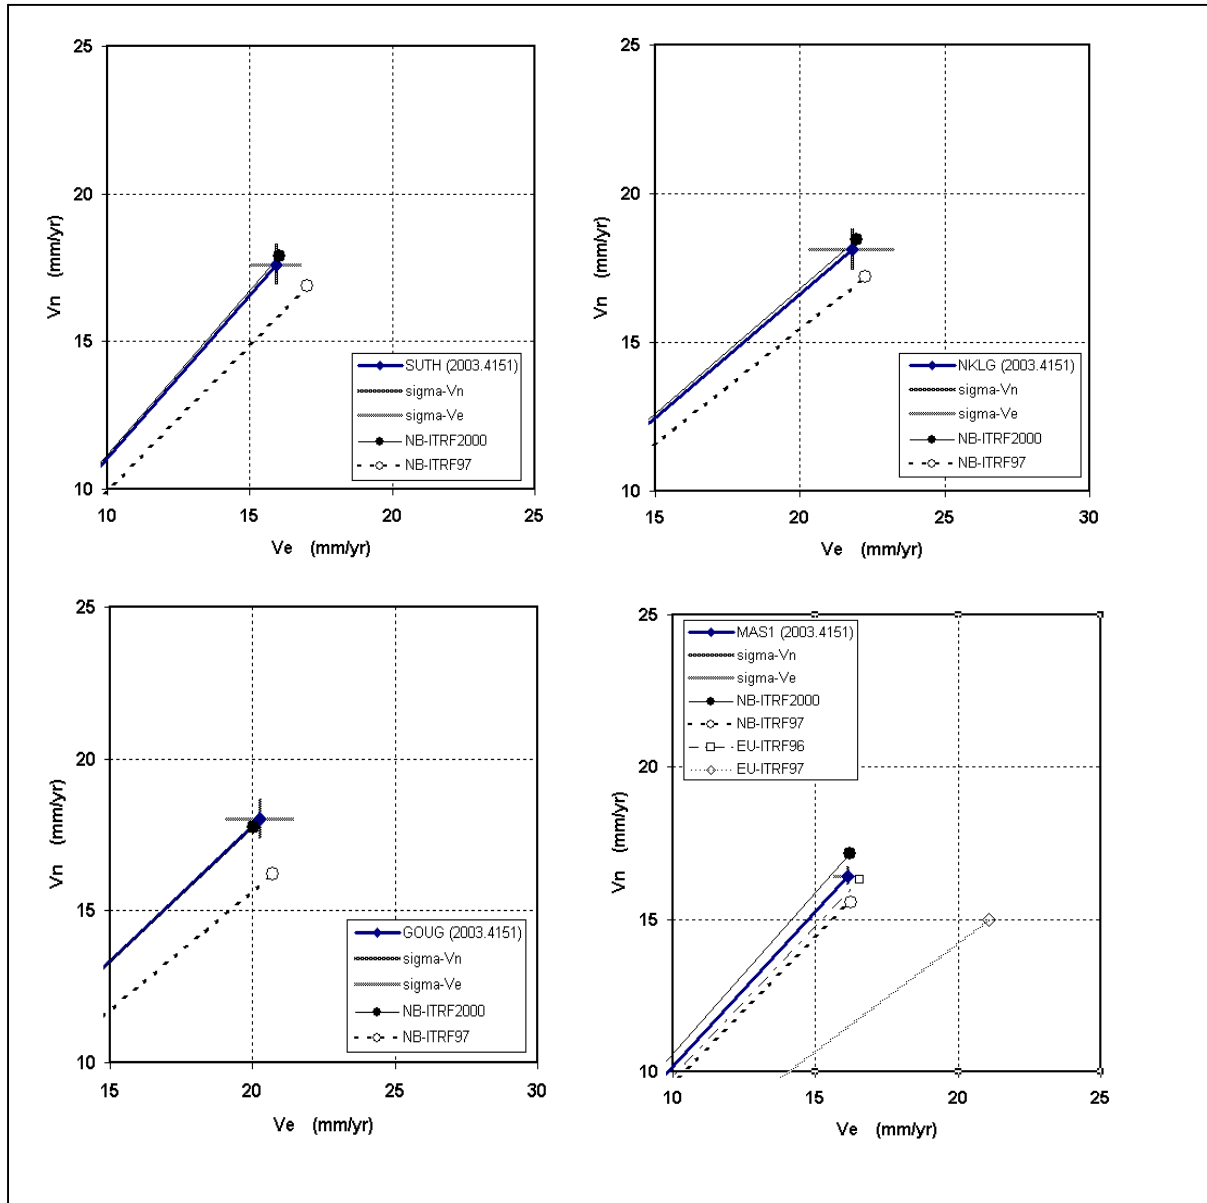 25
20
15
10
Vn (mm/yr)
SUTH (2003.4151)
sigma-Vn
sigma-Ve
NB-ITRF2000
NB-ITRF97
10 15 20 25
Ve (mm/yr)
25
20
15
10
Vn (mm/yr)
NKLG (2003.4151)
sigma-Vn
sigma-Ve
NB-ITRF2000
NB-ITRF97
15 20 25 30
Ve (mm/yr)
25
20
15
10
Vn (mm/yr)
GOUG (2003.4151)
sigma-Vn
sigma-Ve
NB-ITRF2000
NB-ITRF97
15 20 25 30
Ve (mm/yr)
25
20
15
10
Vn (mm/yr)
MAS1 (2003.4151)
sigma-Vn
sigma-Ve
NB-ITRF2000
NB-ITRF97
EU-ITRF96
EU-ITRF97
10 15 20 25
Ve (mm/yr)